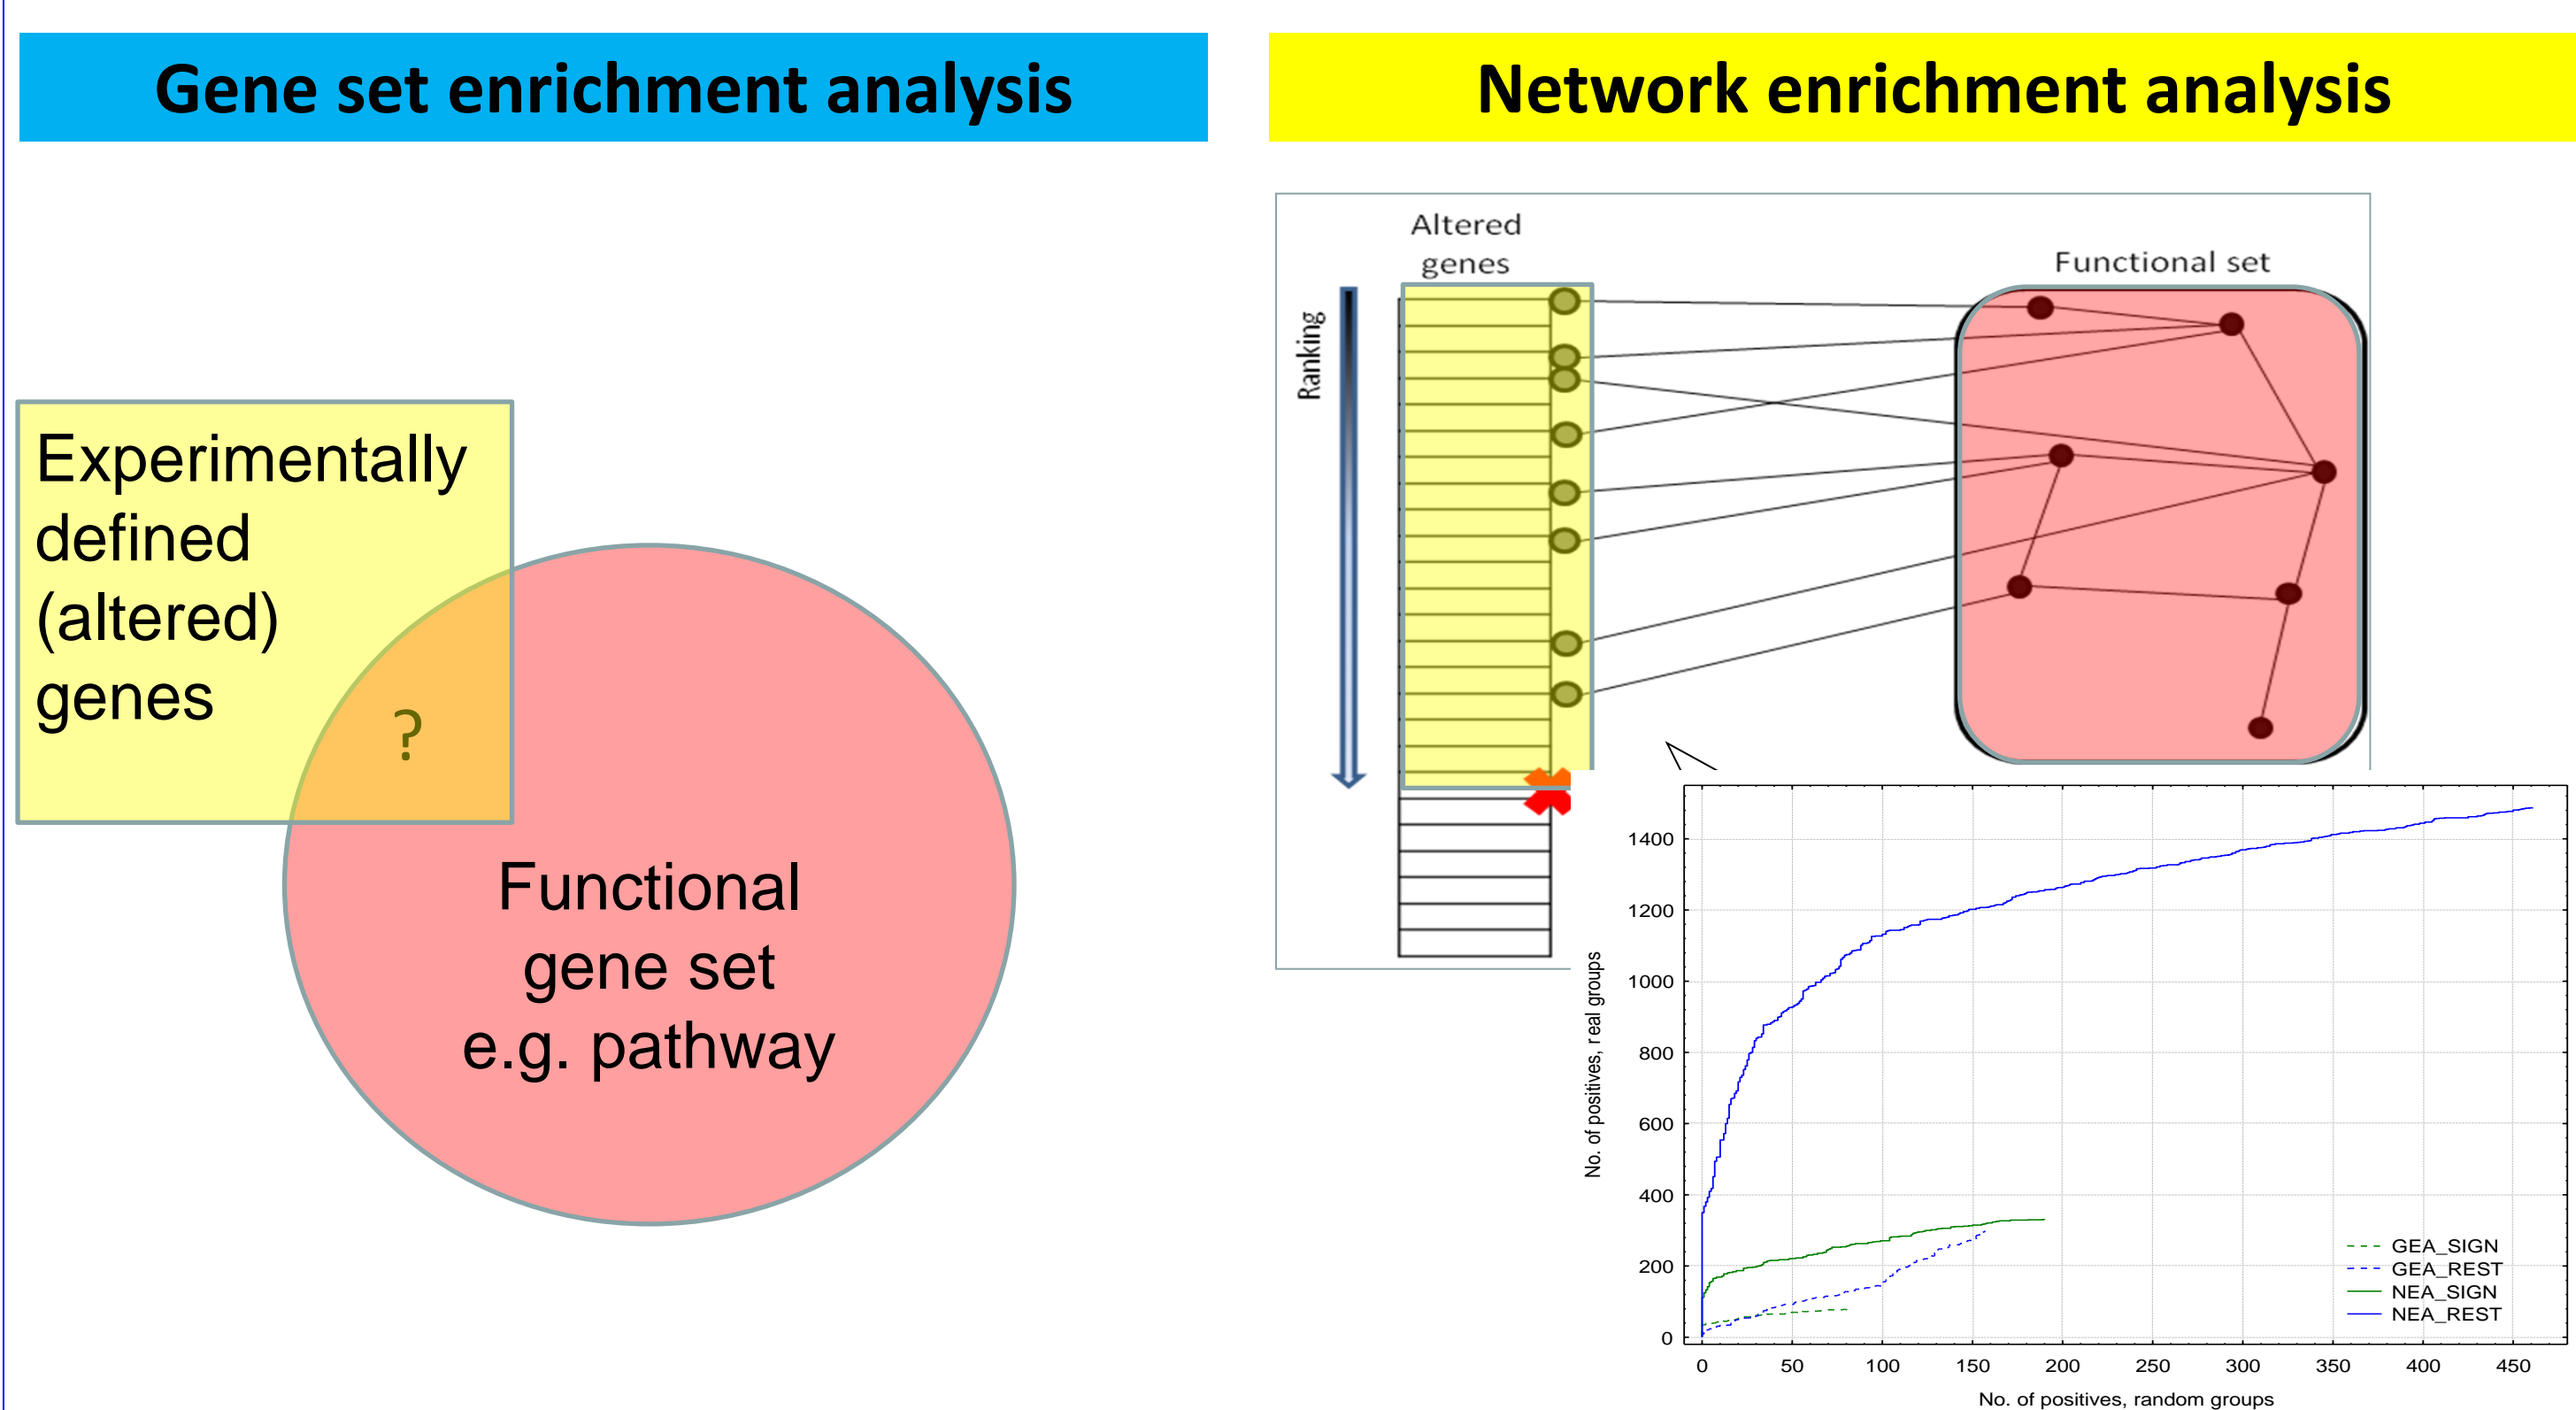 Gene set enrichment analysis
Network enrichment analysis
Experimentally
defined
(altered)
genes
?
Functional
gene set
e.g. pathway
Altered
genes
Functional set
Ranking
No. of positives, real groups
1400
1200
1000
800
600
400
200
0
GEA_SIGN
GEA_REST
NEA_SIGN
NEA_REST
0 50 100 150 200 250 300 350 400 450
No. of positives, random groups